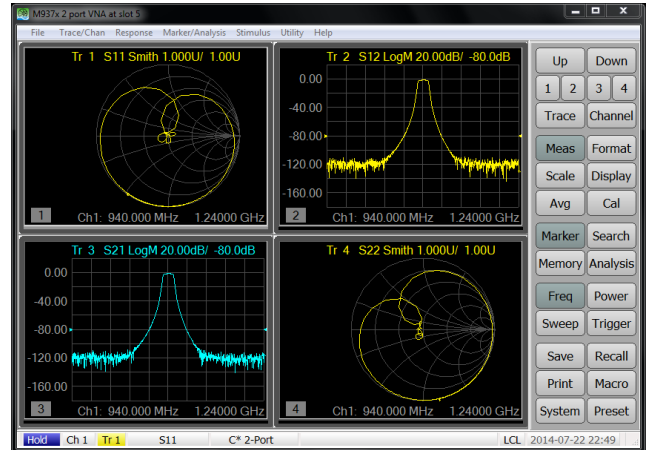 M937x 2 port VNA at slot 5
File Trace/Chan Response Marker/Analysis Stimulus Utility Help
Tr 1 S11 Smith 1.000U/ 1.00U
1 Ch1: 940.000 MHz 1.24000 GHz
Tr 2 S12 LogM 20.00dB/ -80.0dB
0.00
-40.00
-80.00
-120.00
-160.00
2 Ch1: 940.000 MHz 1.24000 GHz
Tr 3 S21 LogM 20.00dB/ -80.0dB
0.00
-40.00
-80.00
-120.00
-160.00
3 Ch1: 940.000 MHz 1.24000 GHz
Tr 4 S22 Smith 1.000U/ 1.00U
4 Ch1: 940.000 MHz 1.24000 GHz
Up Down
1 2 3 4
Trace Channel
Meas Format
Scale Display
Avg Cal
Marker Search
Memory Analysis
Freq Power
Sweep Trigger
Save Recall
Print Macro
System Preset
Hold Ch 1 Tr 1 S11 C* 2-Port LCL 2014-07-22 22:49